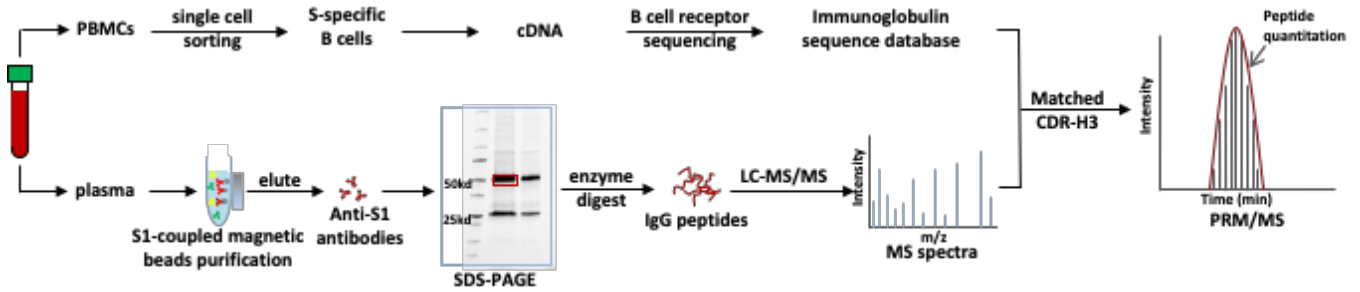 PBMCs
single cell
sorting
S-specific
B cells
cDNA
B cell receptor
sequencing
Immunoglobulin
sequence database
Peptide
quantitation
Intensity
Matched
CDR-H3
Time (min)
PRM/MS
plasma
S1-coupled magnetic
beads purification
elute
Anti-S1
antibodies
50kd
25kd
SDS-PAGE
enzyme
digest
IgG peptides
LC-MS/MS
Intensity
m/z
MS spectra